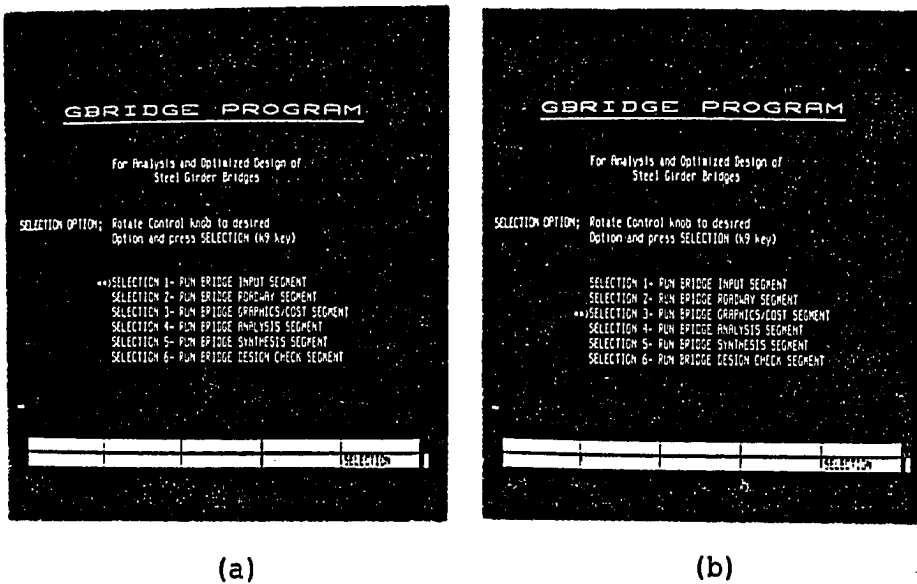 GBRIDGE PROGRAM
For Analysis and Optimized Design of
Steel Girder Bridges
SELECTION OPTION; Rotate Control knob to desired
Option and press SELECTION (k9 key)
**>SELECTION 1- RUN BRIDGE INPUT SEGMENT
SELECTION 2- RUN BRIDGE ROADWAY SEGMENT
SELECTION 3- RUN BRIDGE GRAPHICS/COST SEGMENT
SELECTION 4- RUN BRIDGE ANALYSIS SEGMENT
SELECTION 5- RUN BRIDGE SYNTHESIS SEGMENT
SELECTION 6- RUN BRIDGE DESIGN CHECK SEGMENT
SELECTION
(a)
GBRIDGE PROGRAM
For Analysis and Optimized Design of
Steel Girder Bridges
SELECTION OPTION; Rotate Control knob to desired
Option and press SELECTION (k9 key)
SELECTION 1- RUN BRIDGE INPUT SEGMENT
SELECTION 2- RUN BRIDGE ROADWAY SEGMENT
**>SELECTION 3- RUN BRIDGE GRAPHICS/COST SEGMENT
SELECTION 4- RUN BRIDGE ANALYSIS SEGMENT
SELECTION 5- RUN BRIDGE SYNTHESIS SEGMENT
SELECTION 6- RUN BRIDGE DESIGN CHECK SEGMENT
SELECTION
(b)